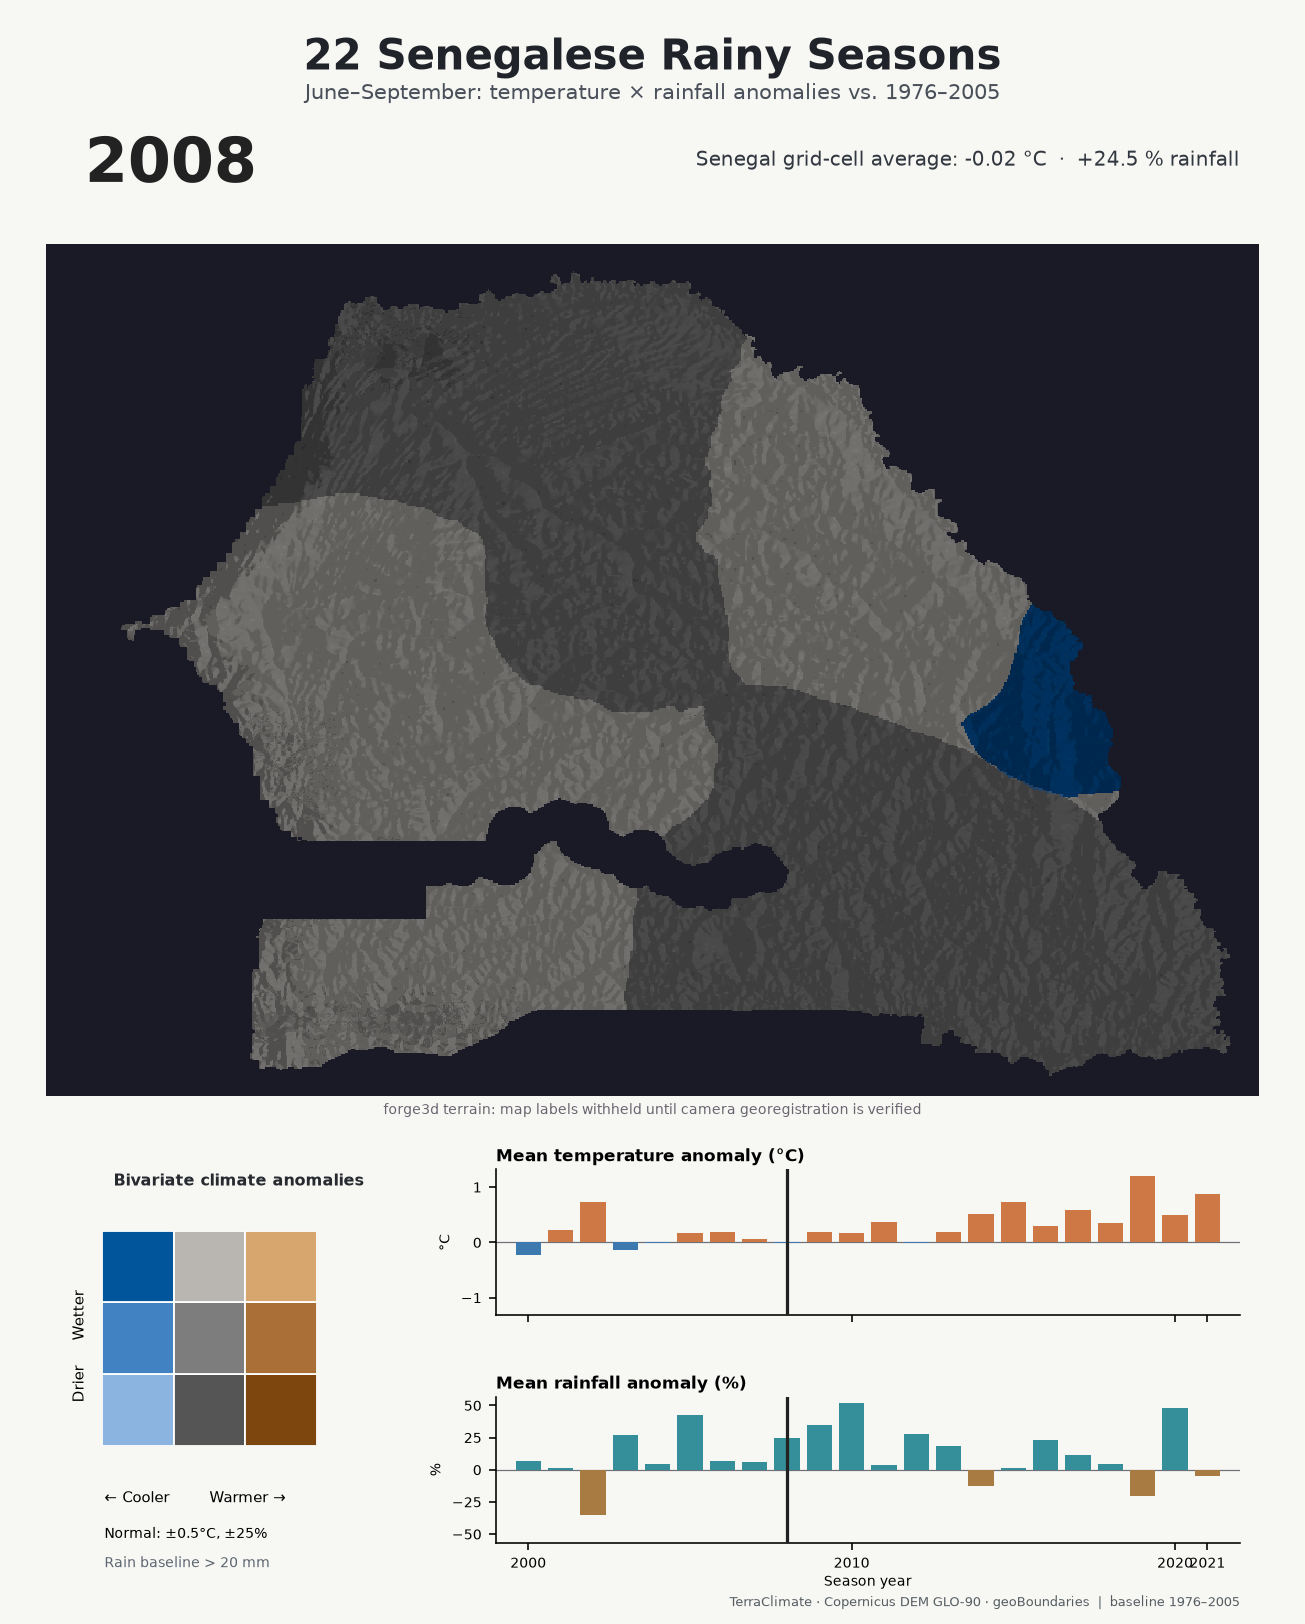 22 Senegalese Rainy Seasons
June–September: temperature × rainfall anomalies vs. 1976–2005
2008
Senegal grid-cell average: -0.02 °C · +24.5 % rainfall
forge3d terrain: map labels withheld until camera georegistration is verified
Bivariate climate anomalies
Wetter
Drier
← Cooler
Warmer →
Normal: ±0.5°C, ±25%
Rain baseline > 20 mm
Mean temperature anomaly (°C)
°C
1
0
−1
Mean rainfall anomaly (%)
%
50
25
0
−25
−50
2000
2010
2020
2021
Season year
TerraClimate · Copernicus DEM GLO-90 · geoBoundaries | baseline 1976–2005